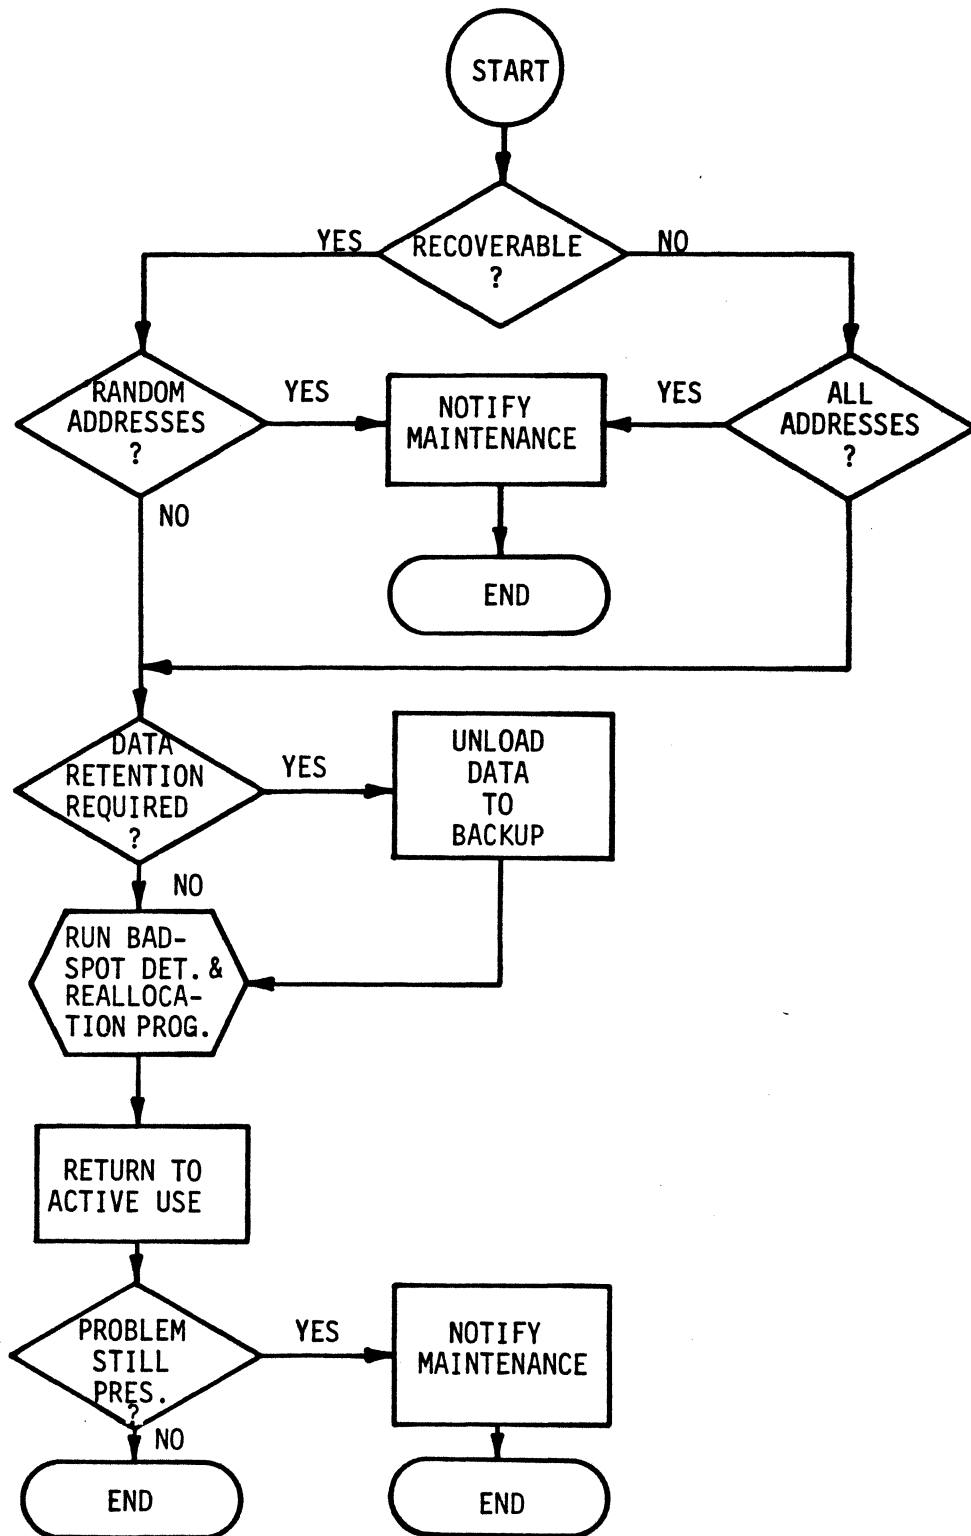 START
YES
RECOVERABLE
?
NO
RANDOM
ADDRESSES
?
YES
NOTIFY
MAINTENANCE
YES
ALL
ADDRESSES
?
NO
END
DATA
RETENTION
REQUIRED
?
YES
UNLOAD
DATA
TO
BACKUP
NO
RUN BAD-
SPOT DET. &
REALLOCA-
TION PROG.
RETURN TO
ACTIVE USE
PROBLEM
STILL
PRES.
?
YES
NOTIFY
MAINTENANCE
NO
END
END